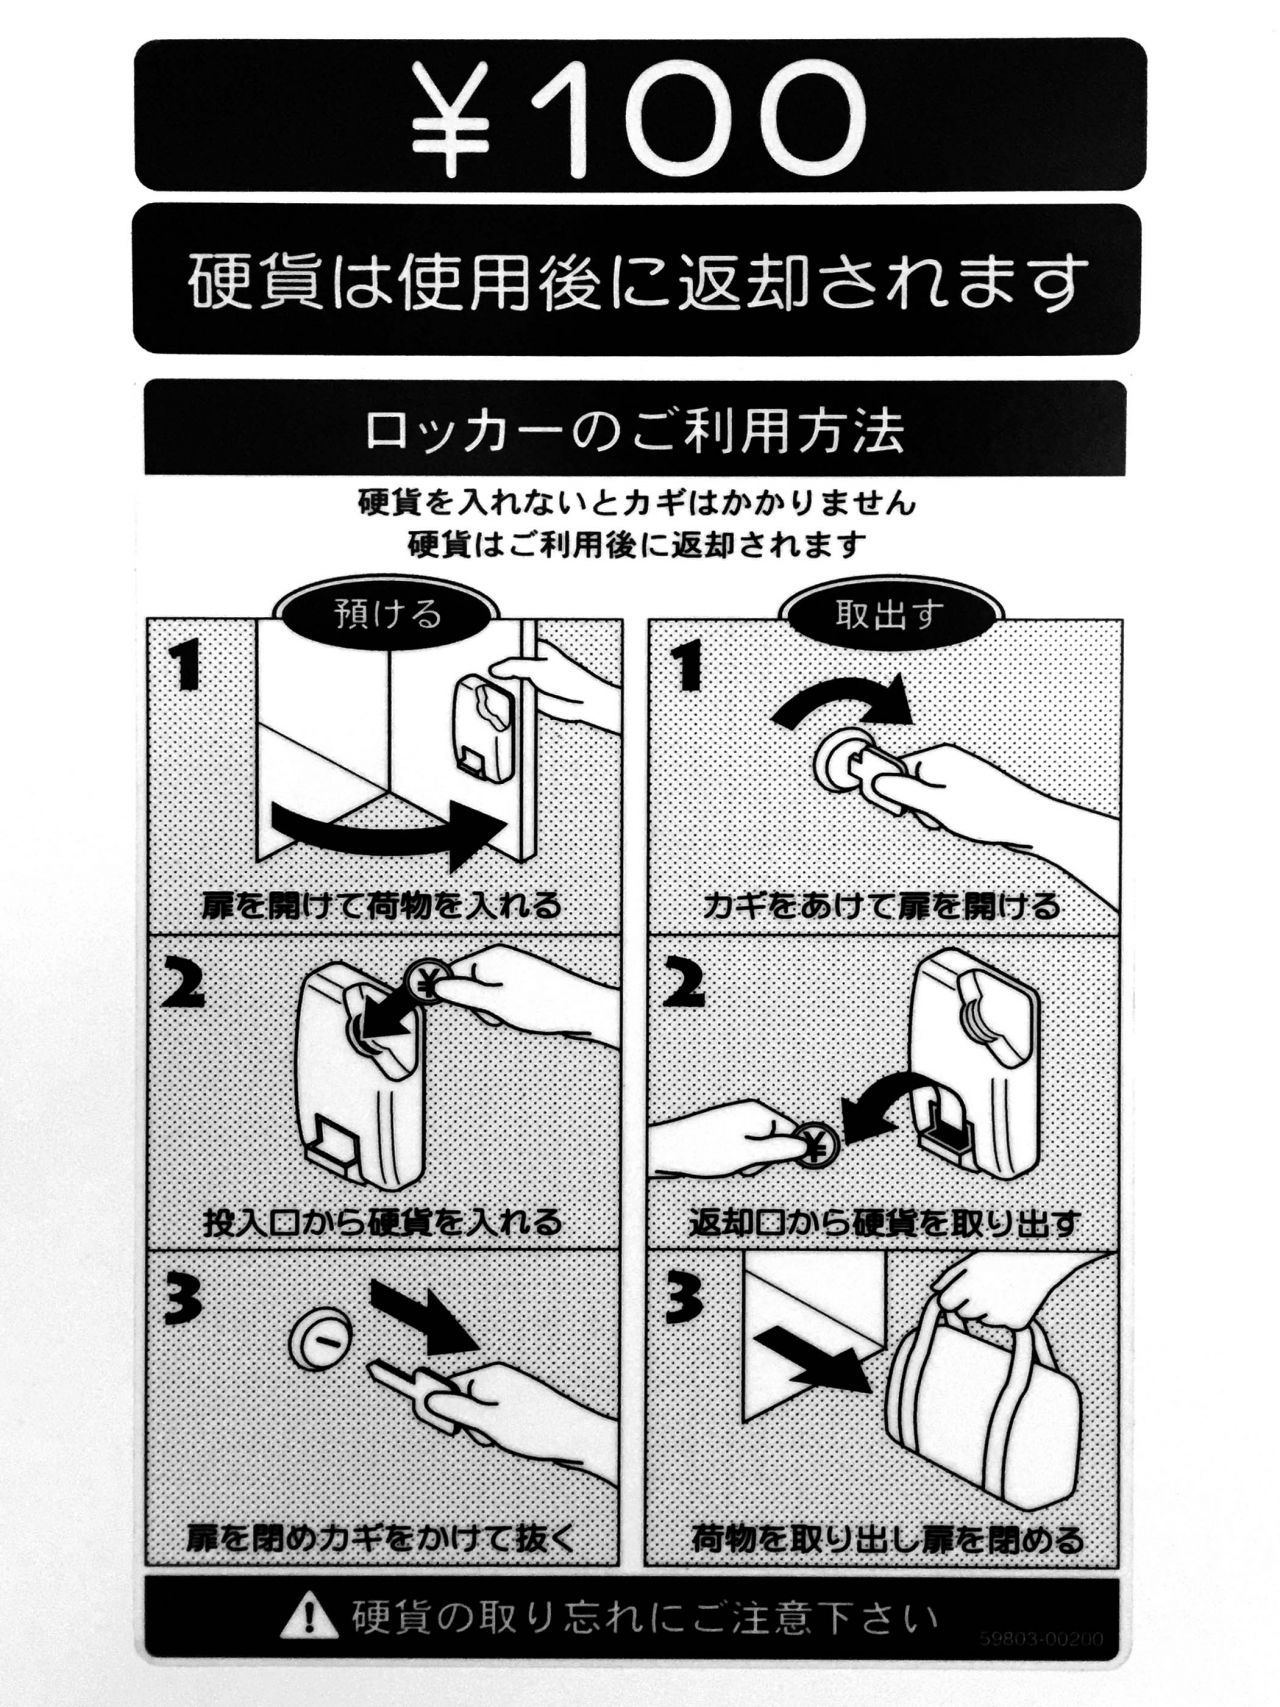 ¥100
硬貨は使用後に返却されます
ロッカーのご利用方法
硬貨を入れないとカギはかかりません
硬貨はご利用後に返却されます
預ける
1
扉を開けて荷物を入れる
2
¥
投入口から硬貨を入れる
3
扉を閉めカギをかけて抜く
取出す
1
カギをあけて扉を開ける
2
¥
返却口から硬貨を取り出す
3
荷物を取り出し扉を閉める
硬貨の取り忘れにご注意下さい
59803-00200